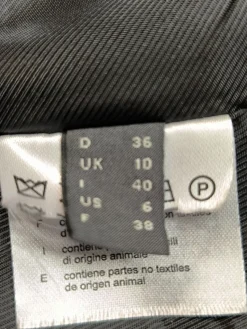 D 36
UK 10
I 40
US 6
F 38
P
I contiene
di origine animale
E contiene partes no textiles
de origen animal